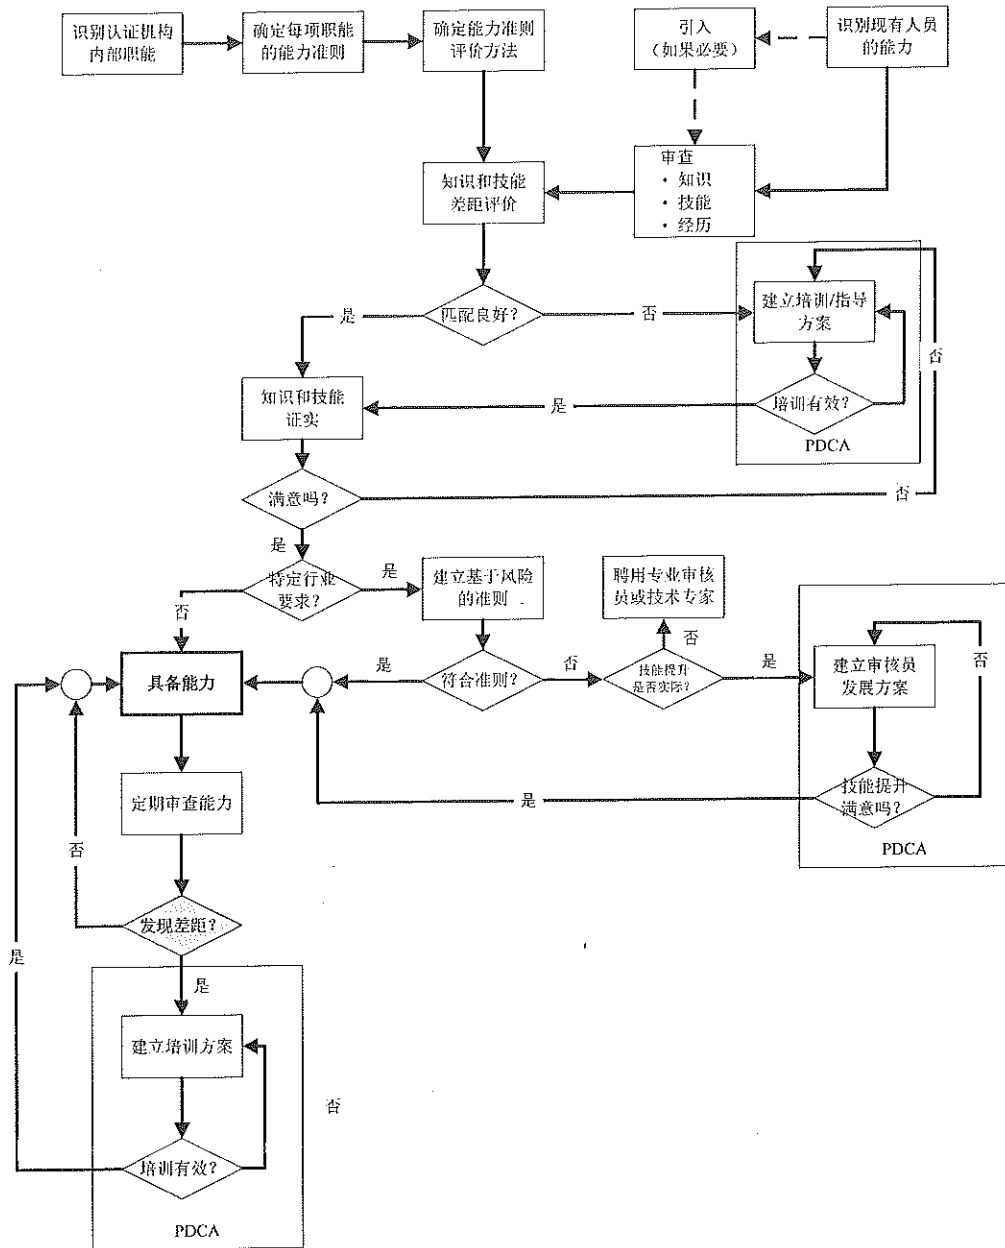 识别认证机构
内部职能
确定每项职能
的能力准则
确定能力准则
评价方法
引入
(如果必要)
识别现有人员
的能力
知识和技能
差距评价
审查
· 知识
· 技能
· 经历
匹配良好?
是
否
建立培训/指导
方案
否
培训有效?
PDCA
是
知识和技能
证实
满意吗?
否
是
特定行业
要求?
是
否
建立基于风险
的准则
聘用专业审核
员或技术专家
否
具备能力
是
符合准则?
否
技能提升
是否实际?
是
建立审核员
发展方案
否
技能提升
满意吗?
PDCA
是
定期审查能力
否
发现差距?
是
是
建立培训方案
否
培训有效?
PDCA